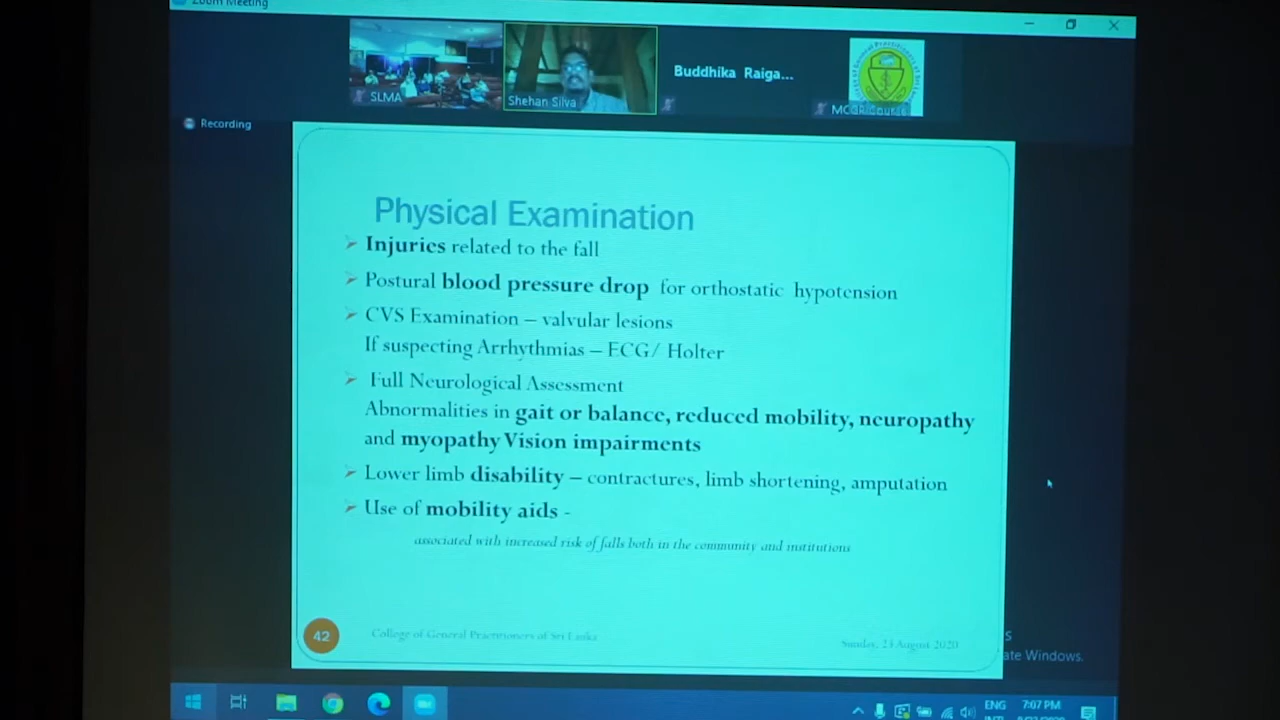 Zoom Meeting
SLMA
Shehan Silva
Buddhika Raiga...
Recording
Physical Examination
➢ Injuries related to the fall
➢ Postural blood pressure drop for orthostatic hypotension
➢ CVS Examination – valvular lesions
If suspecting Arrhythmias – ECG/ Holter
➢ Full Neurological Assessment
Abnormalities in gait or balance, reduced mobility, neuropathy
and myopathy Vision impairments
➢ Lower limb disability – contractures, limb shortening, amputation
➢ Use of mobility aids -
associated with increased risk of falls both in the community and institutions
42
College of General Practitioners of Sri Lanka
Sunday, 23 August 2020
s
ate Windows.
ENG
7:07 PM